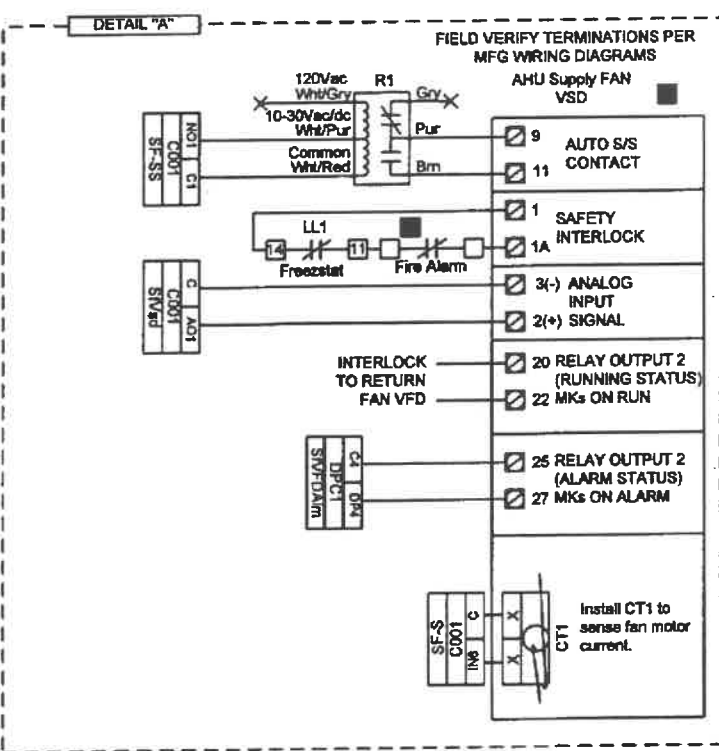 DETAIL "A"
FIELD VERIFY TERMINATIONS PER
MFG WIRING DIAGRAMS
AHU Supply FAN
VSD
120Vac
Wht/Gry
R1
Gry
10-30Vac/dc
Wht/Pur
Pur
Common
Wht/Red
Brn
SF-SS
C001
NO1
C1
9
11
AUTO S/S
CONTACT
1
1A
SAFETY
INTERLOCK
LL1
14
11
Freezstat
Fire Alarm
SfVsd
C001
C
AO1
3(-) ANALOG
INPUT
2(+) SIGNAL
INTERLOCK
TO RETURN
FAN VFD
20 RELAY OUTPUT 2
(RUNNING STATUS)
22 MKs ON RUN
SfVFDAlm
DPC1
C4
DP4
25 RELAY OUTPUT 2
(ALARM STATUS)
27 MKs ON ALARM
SF-S
C001
C
IN6
X
X
CT1
Install CT1 to
sense fan motor
current.